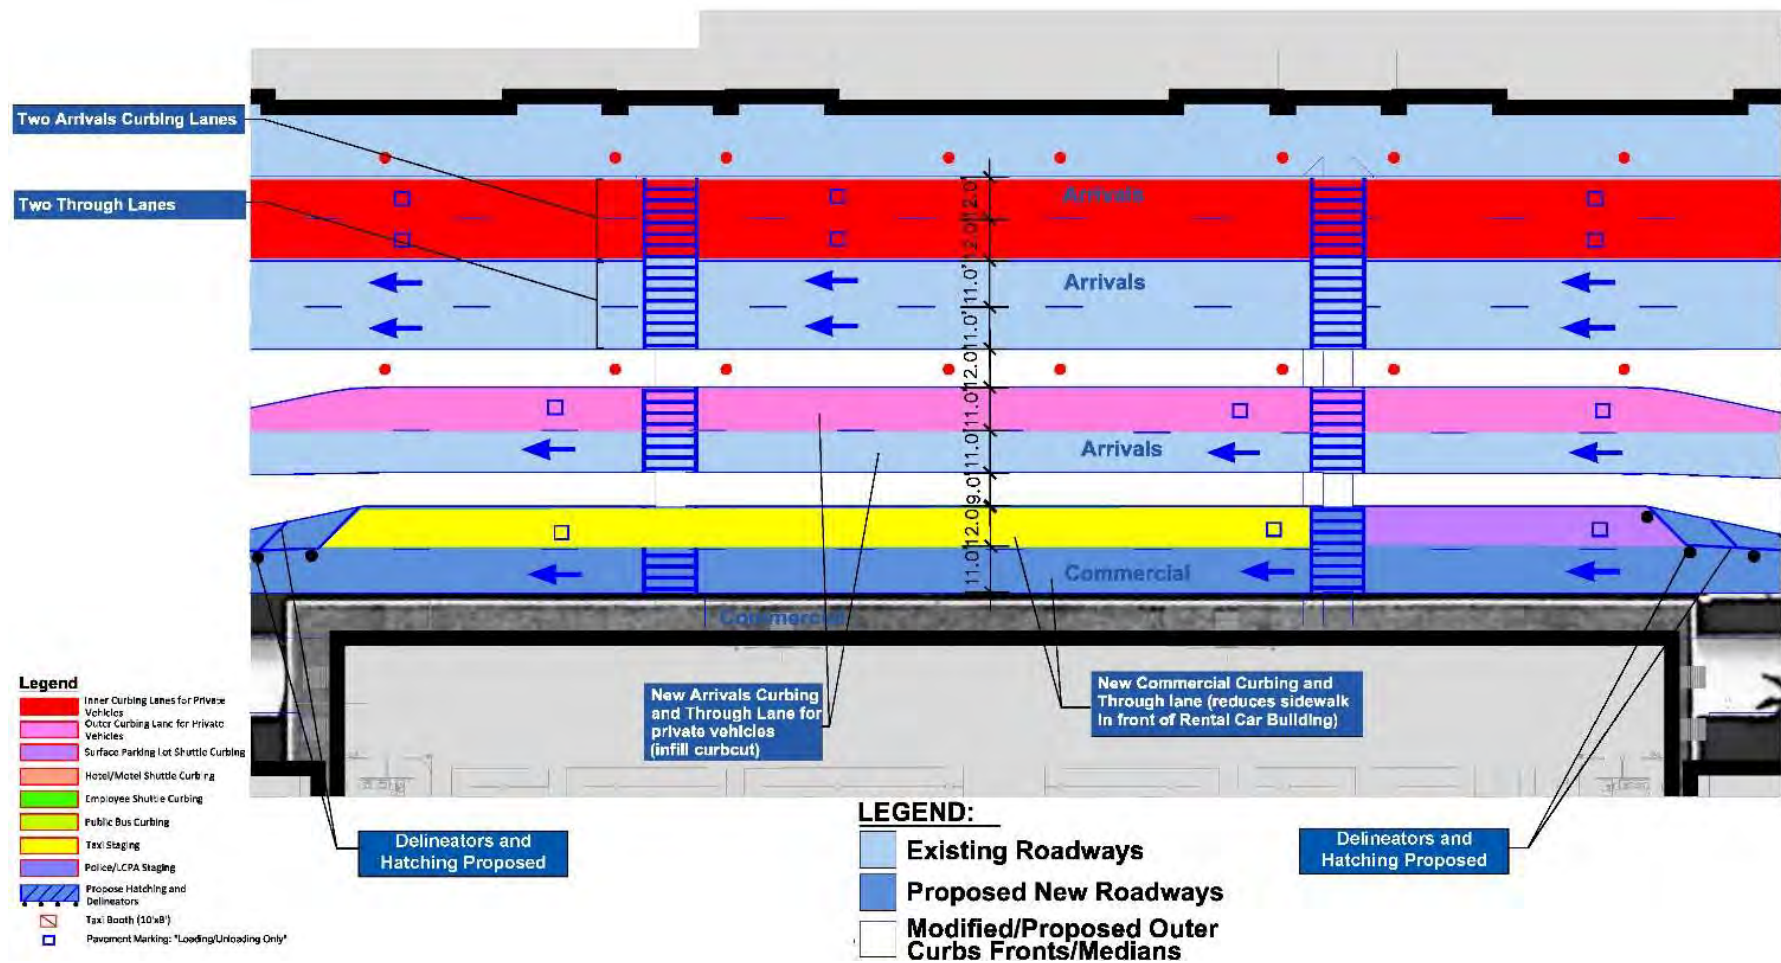 Two Arrivals Curbing Lanes
Two Through Lanes
Arrivals
12.0'
12.0'
Arrivals
11.0'
11.0'
12.0'
11.0'
Arrivals
11.0'
9.0'
12.0'
11.0'
Commercial
Commercial
New Arrivals Curbing
and Through Lane for
private vehicles
(infill curbcut)
New Commercial Curbing and
Through lane (reduces sidewalk
in front of Rental Car Building)
Legend
Inner Curbing Lanes for Private
Vehicles
Outer Curbing Lane for Private
Vehicles
Surface Parking Lot Shuttle Curbing
Hotel/Motel Shuttle Curbing
Employee Shuttle Curbing
Public Bus Curbing
Taxi Staging
Police/LCPA Staging
Propose Hatching and
Delineators
Taxi Booth (10'x8')
Pavement Marking: "Loading/Unloading Only"
Delineators and
Hatching Proposed
LEGEND:
Existing Roadways
Proposed New Roadways
Modified/Proposed Outer
Curbs Fronts/Medians
Delineators and
Hatching Proposed